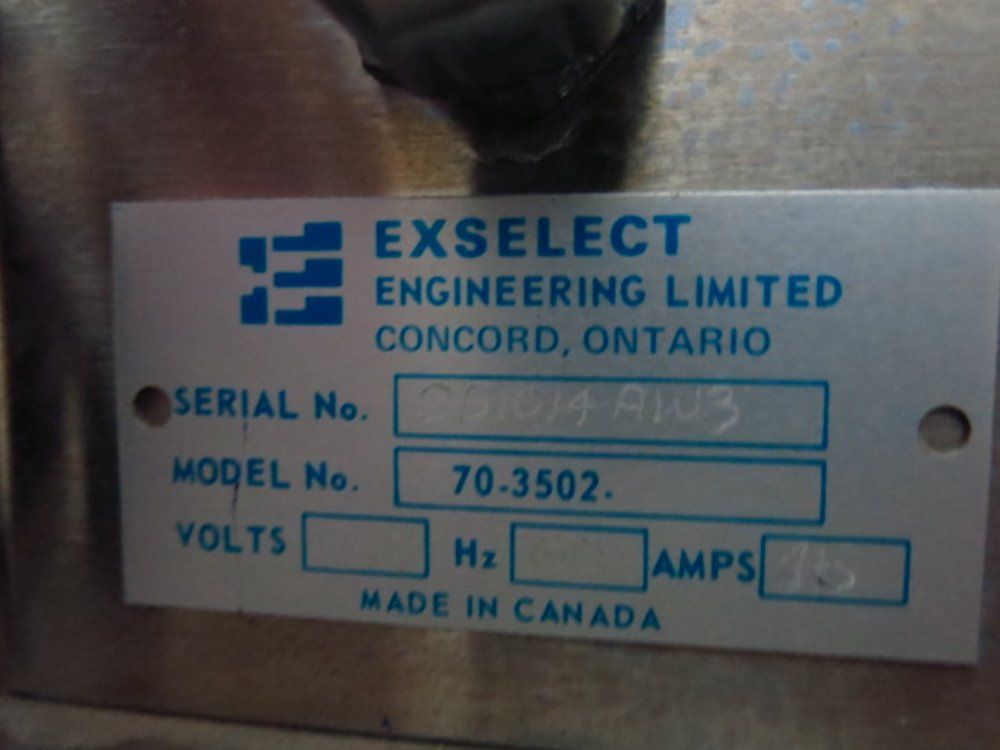 EXSELECT
ENGINEERING LIMITED
CONCORD, ONTARIO
SERIAL No.
MODEL No. 70-3502.
VOLTS Hz AMPS
MADE IN CANADA